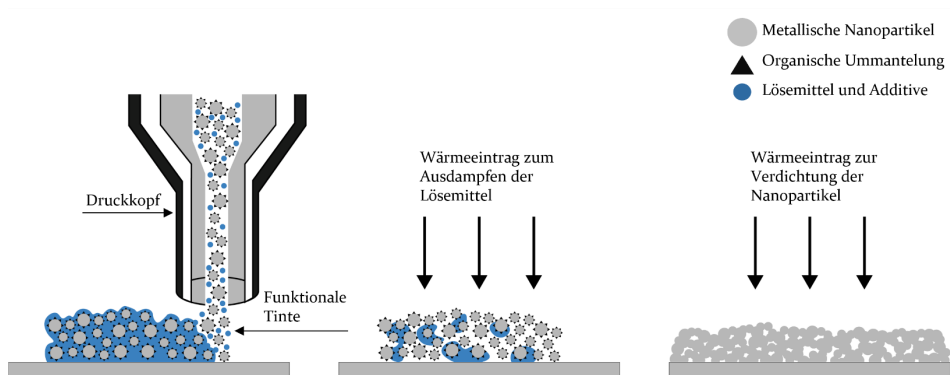 Metallische Nanopartikel
Organische Ummantelung
Lösemittel und Additive
Wärmeeintrag zum
Ausdampfen der
Lösemittel
Wärmeeintrag zur
Verdichtung der
Nanopartikel
Druckkopf
Funktionale
Tinte